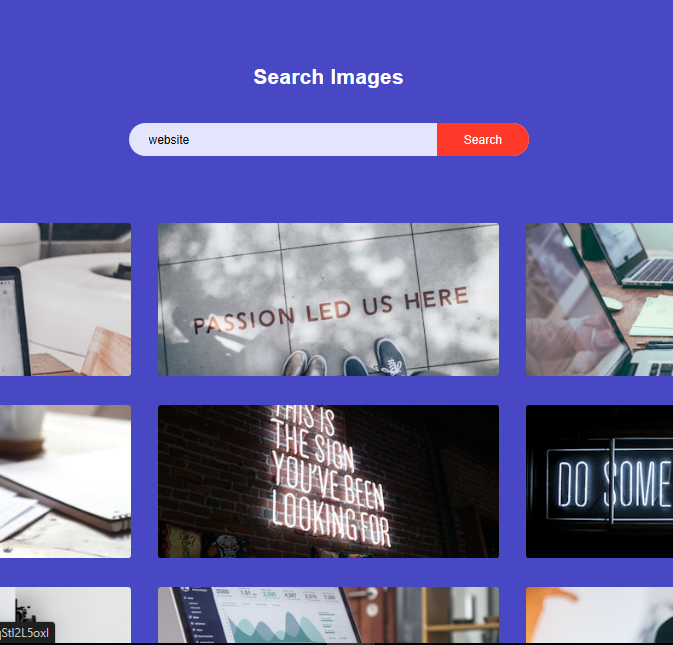 Search Images
website
Search
PASSION LED US HERE
THIS IS
THE SIGN
YOU'VE BEEN
LOOKING FOR
DO SOME
StI2L5oxI